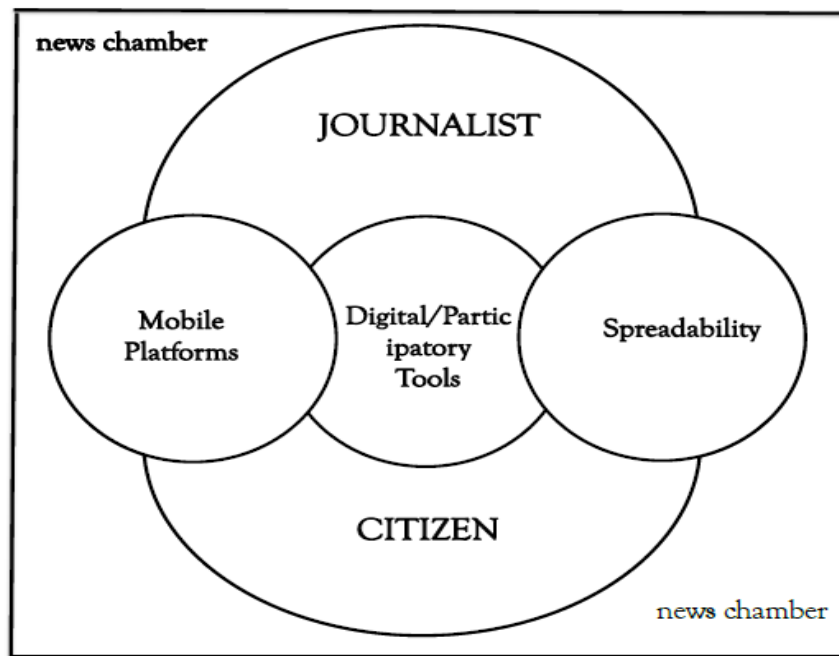 news chamber
JOURNALIST
Mobile
Platforms
Digital/Partic
ipatory
Tools
Spreadability
CITIZEN
news chamber